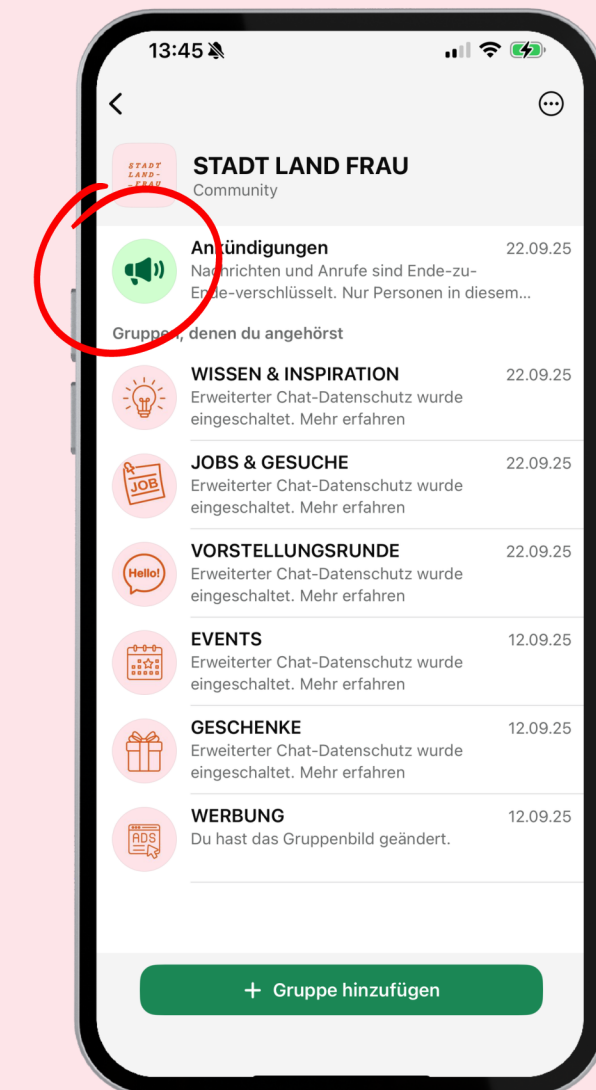 13:45
STADT LAND FRAU
STADT
LAND-
-FRAU
Community
Ankündigungen 22.09.25
Nachrichten und Anrufe sind Ende-zu-
Ende-verschlüsselt. Nur Personen in diesem...
Gruppen, denen du angehörst
WISSEN & INSPIRATION 22.09.25
Erweiterter Chat-Datenschutz wurde
eingeschaltet. Mehr erfahren
JOB
JOBS & GESUCHE 22.09.25
Erweiterter Chat-Datenschutz wurde
eingeschaltet. Mehr erfahren
Hello!
VORSTELLUNGSRUNDE 22.09.25
Erweiterter Chat-Datenschutz wurde
eingeschaltet. Mehr erfahren
EVENTS 12.09.25
Erweiterter Chat-Datenschutz wurde
eingeschaltet. Mehr erfahren
GESCHENKE 12.09.25
Erweiterter Chat-Datenschutz wurde
eingeschaltet. Mehr erfahren
ADS
WERBUNG 12.09.25
Du hast das Gruppenbild geändert.
+ Gruppe hinzufügen